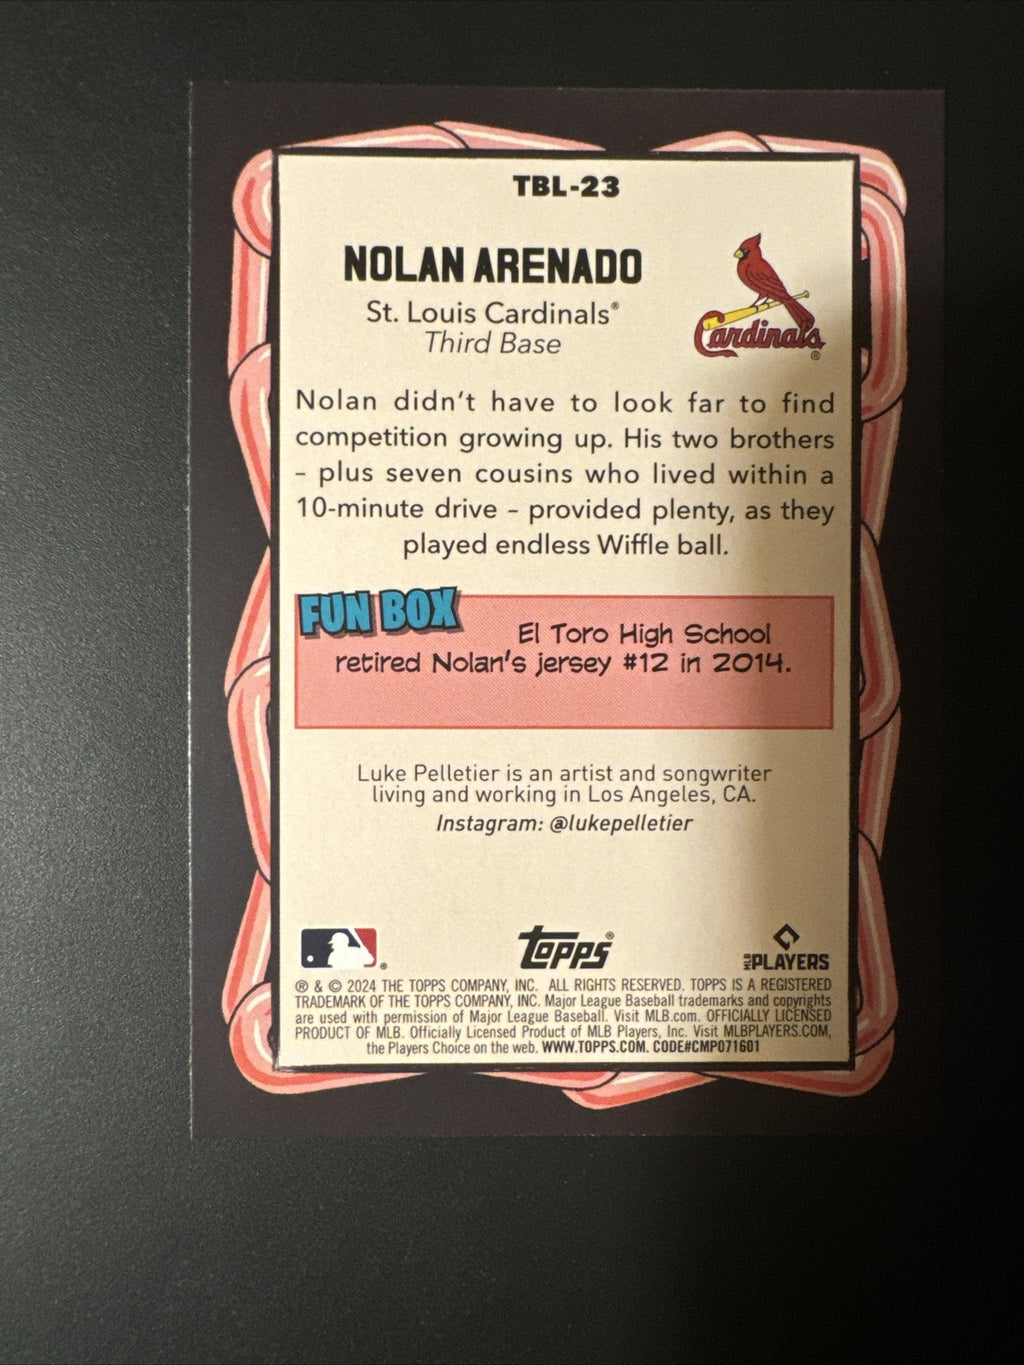 TBL-23
NOLAN ARENADO
St. Louis Cardinals®
Third Base
Cardinals®
Nolan didn't have to look far to find
competition growing up. His two brothers
– plus seven cousins who lived within a
10-minute drive – provided plenty, as they
played endless Wiffle ball.
FUN BOX
El Toro High School
retired Nolan's jersey #12 in 2014.
Luke Pelletier is an artist and songwriter
living and working in Los Angeles, CA.
Instagram: @lukepelletier
®
Topps®
MLB PLAYERS
® & © 2024 THE TOPPS COMPANY, INC. ALL RIGHTS RESERVED. TOPPS IS A REGISTERED
TRADEMARK OF THE TOPPS COMPANY, INC. Major League Baseball trademarks and copyrights
are used with permission of Major League Baseball. Visit MLB.com. OFFICIALLY LICENSED
PRODUCT OF MLB. Officially Licensed Product of MLB Players, Inc. Visit MLBPLAYERS.COM,
the Players Choice on the web. WWW.TOPPS.COM. CODE#CMP071601